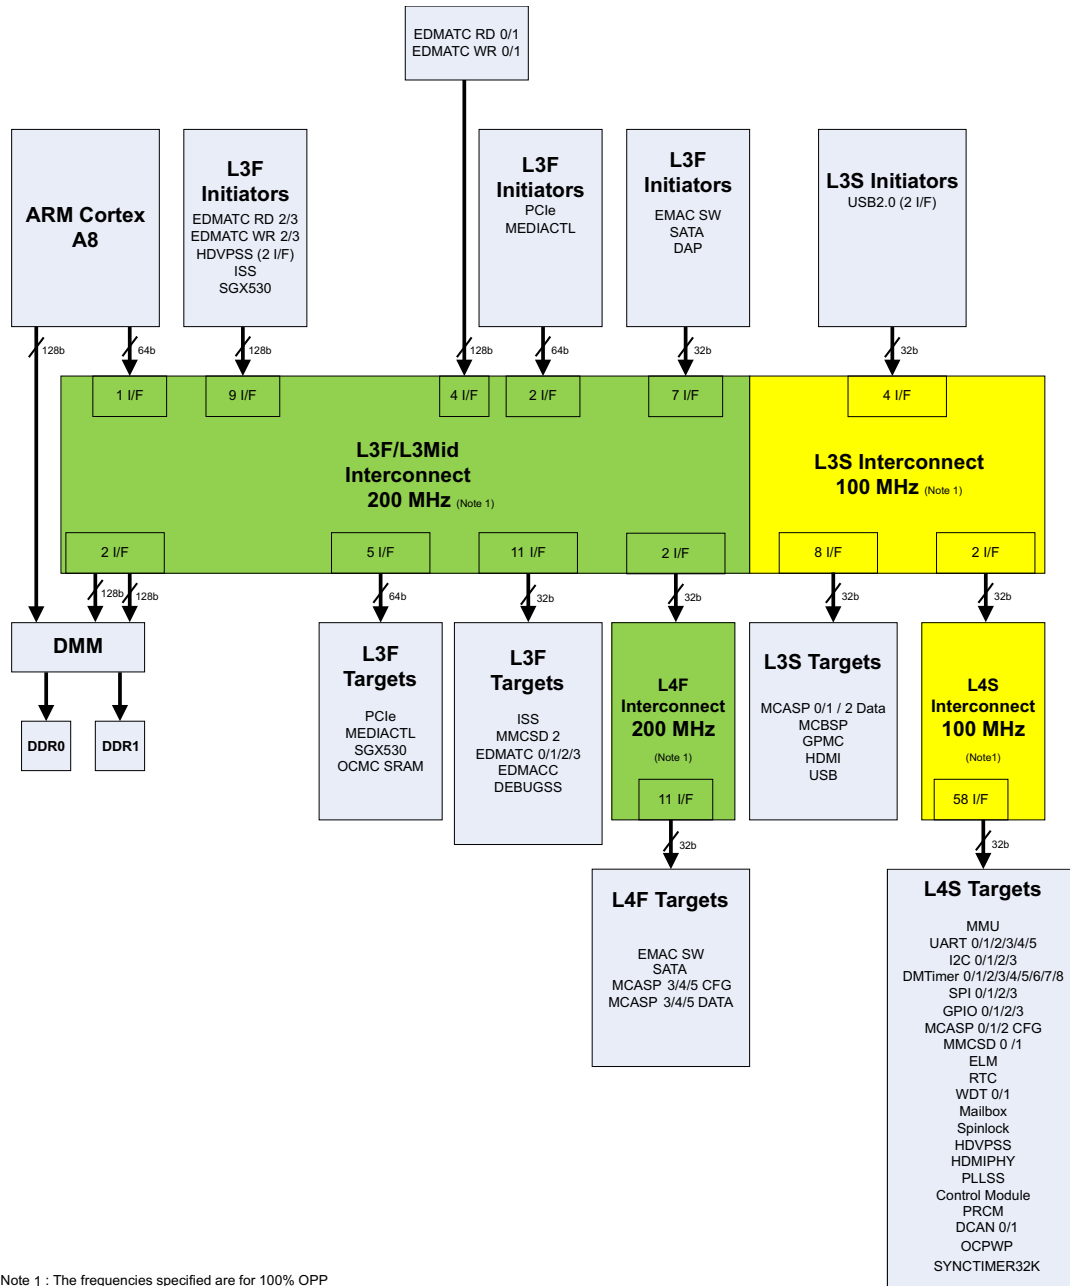 EDMATC RD 0/1
EDMATC WR 0/1
ARM Cortex
A8
L3F
Initiators
EDMATC RD 2/3
EDMATC WR 2/3
HDVPSS (2 I/F)
ISS
SGX530
L3F
Initiators
PCIe
MEDIACTL
L3F
Initiators
EMAC SW
SATA
DAP
L3S Initiators
USB2.0 (2 I/F)
128b
64b
128b
128b
64b
32b
32b
1 I/F
9 I/F
4 I/F
2 I/F
7 I/F
4 I/F
L3F/L3Mid
Interconnect
200 MHz (Note 1)
L3S Interconnect
100 MHz (Note 1)
2 I/F
5 I/F
11 I/F
2 I/F
8 I/F
2 I/F
128b
128b
64b
32b
32b
32b
32b
DMM
DDR0
DDR1
L3F
Targets
PCIe
MEDIACTL
SGX530
OCMC SRAM
L3F
Targets
ISS
MMCSD 2
EDMATC 0/1/2/3
EDMACC
DEBUGSS
L4F
Interconnect
200 MHz
(Note 1)
11 I/F
32b
L3S Targets
MCASP 0/1 / 2 Data
MCBSP
GPMC
HDMI
USB
L4S
Interconnect
100 MHz
(Note1)
58 I/F
32b
L4F Targets
EMAC SW
SATA
MCASP 3/4/5 CFG
MCASP 3/4/5 DATA
L4S Targets
MMU
UART 0/1/2/3/4/5
I2C 0/1/2/3
DMTimer 0/1/2/3/4/5/6/7/8
SPI 0/1/2/3
GPIO 0/1/2/3
MCASP 0/1/2 CFG
MMCSD 0 /1
ELM
RTC
WDT 0/1
Mailbox
Spinlock
HDVPSS
HDMIPHY
PLLSS
Control Module
PRCM
DCAN 0/1
OCPWP
SYNCTIMER32K
Note 1 : The frequencies specified are for 100% OPP